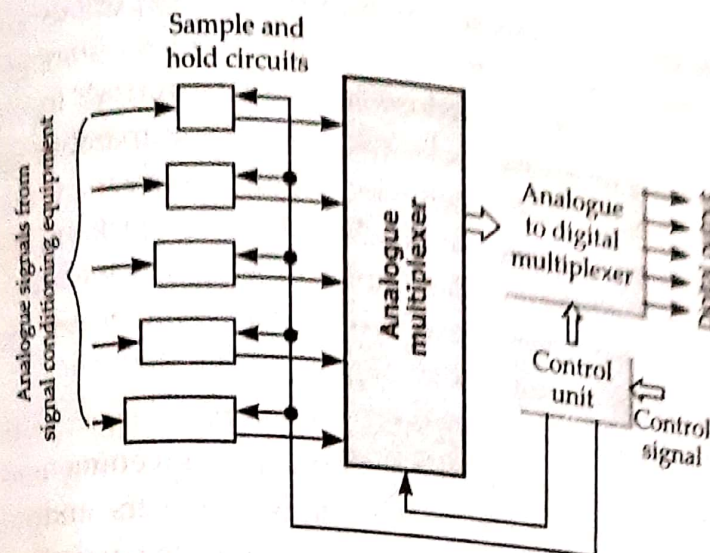 Sample and
hold circuits
Analogue signals from
signal conditioning equipment
Analogue
multiplexer
Analogue
to digital
multiplexer
Control
unit
Control
signal